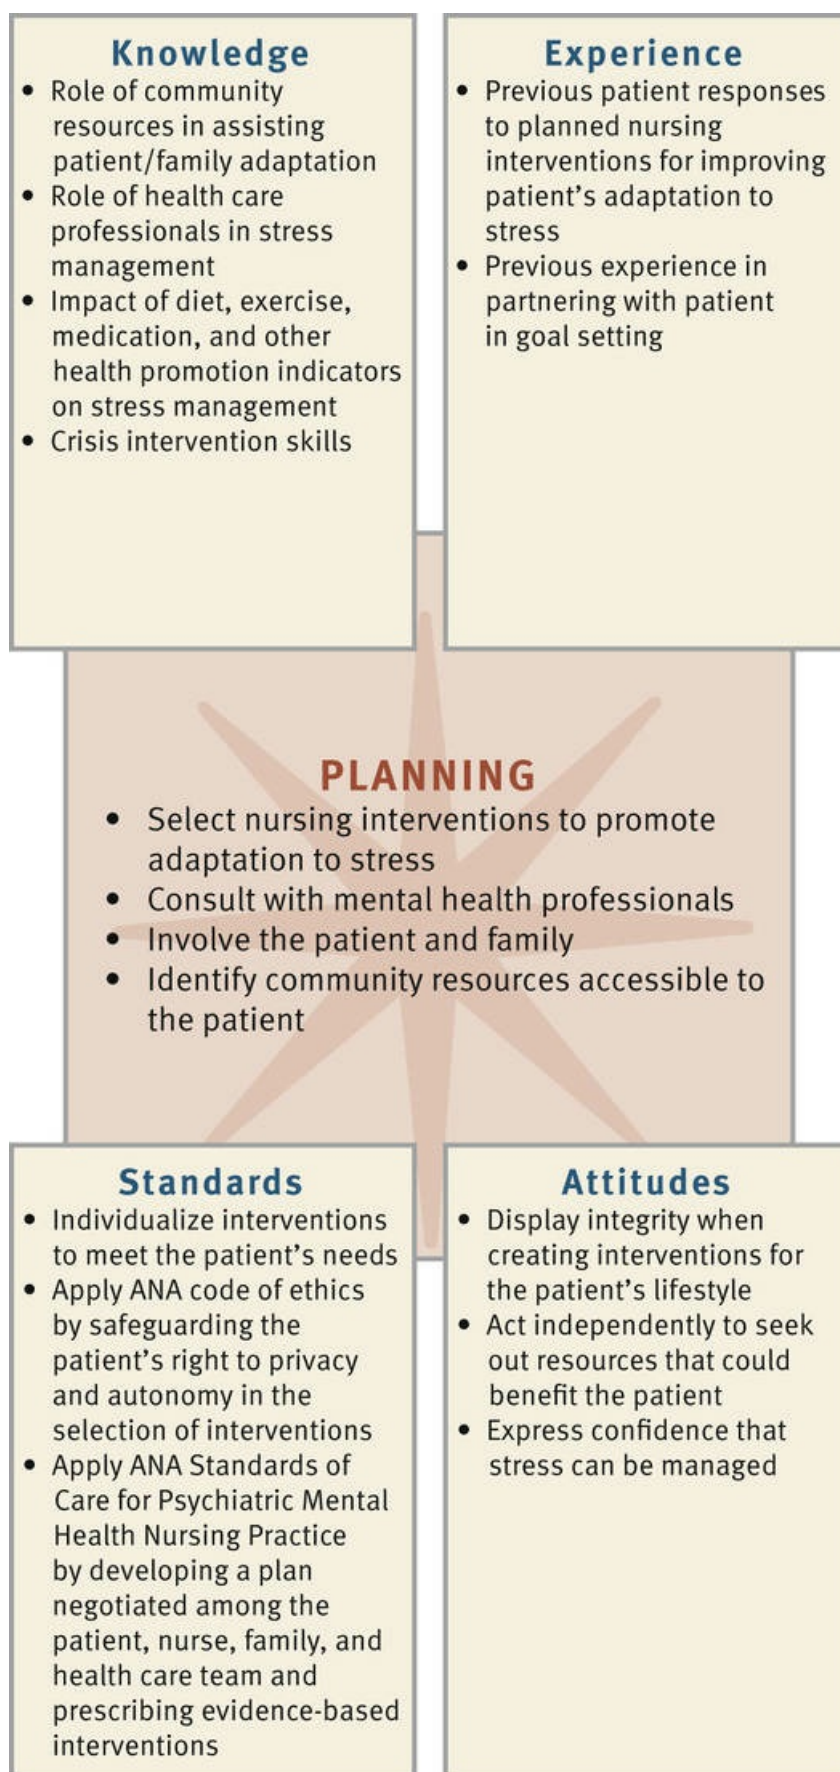 Knowledge
• Role of community
resources in assisting
patient/family adaptation
• Role of health care
professionals in stress
management
• Impact of diet, exercise,
medication, and other
health promotion indicators
on stress management
• Crisis intervention skills
Experience
• Previous patient responses
to planned nursing
interventions for improving
patient's adaptation to
stress
• Previous experience in
partnering with patient
in goal setting
PLANNING
• Select nursing interventions to promote
adaptation to stress
• Consult with mental health professionals
• Involve the patient and family
• Identify community resources accessible to
the patient
Standards
• Individualize interventions
to meet the patient's needs
• Apply ANA code of ethics
by safeguarding the
patient's right to privacy
and autonomy in the
selection of interventions
• Apply ANA Standards of
Care for Psychiatric Mental
Health Nursing Practice
by developing a plan
negotiated among the
patient, nurse, family, and
health care team and
prescribing evidence-based
interventions
Attitudes
• Display integrity when
creating interventions for
the patient's lifestyle
• Act independently to seek
out resources that could
benefit the patient
• Express confidence that
stress can be managed